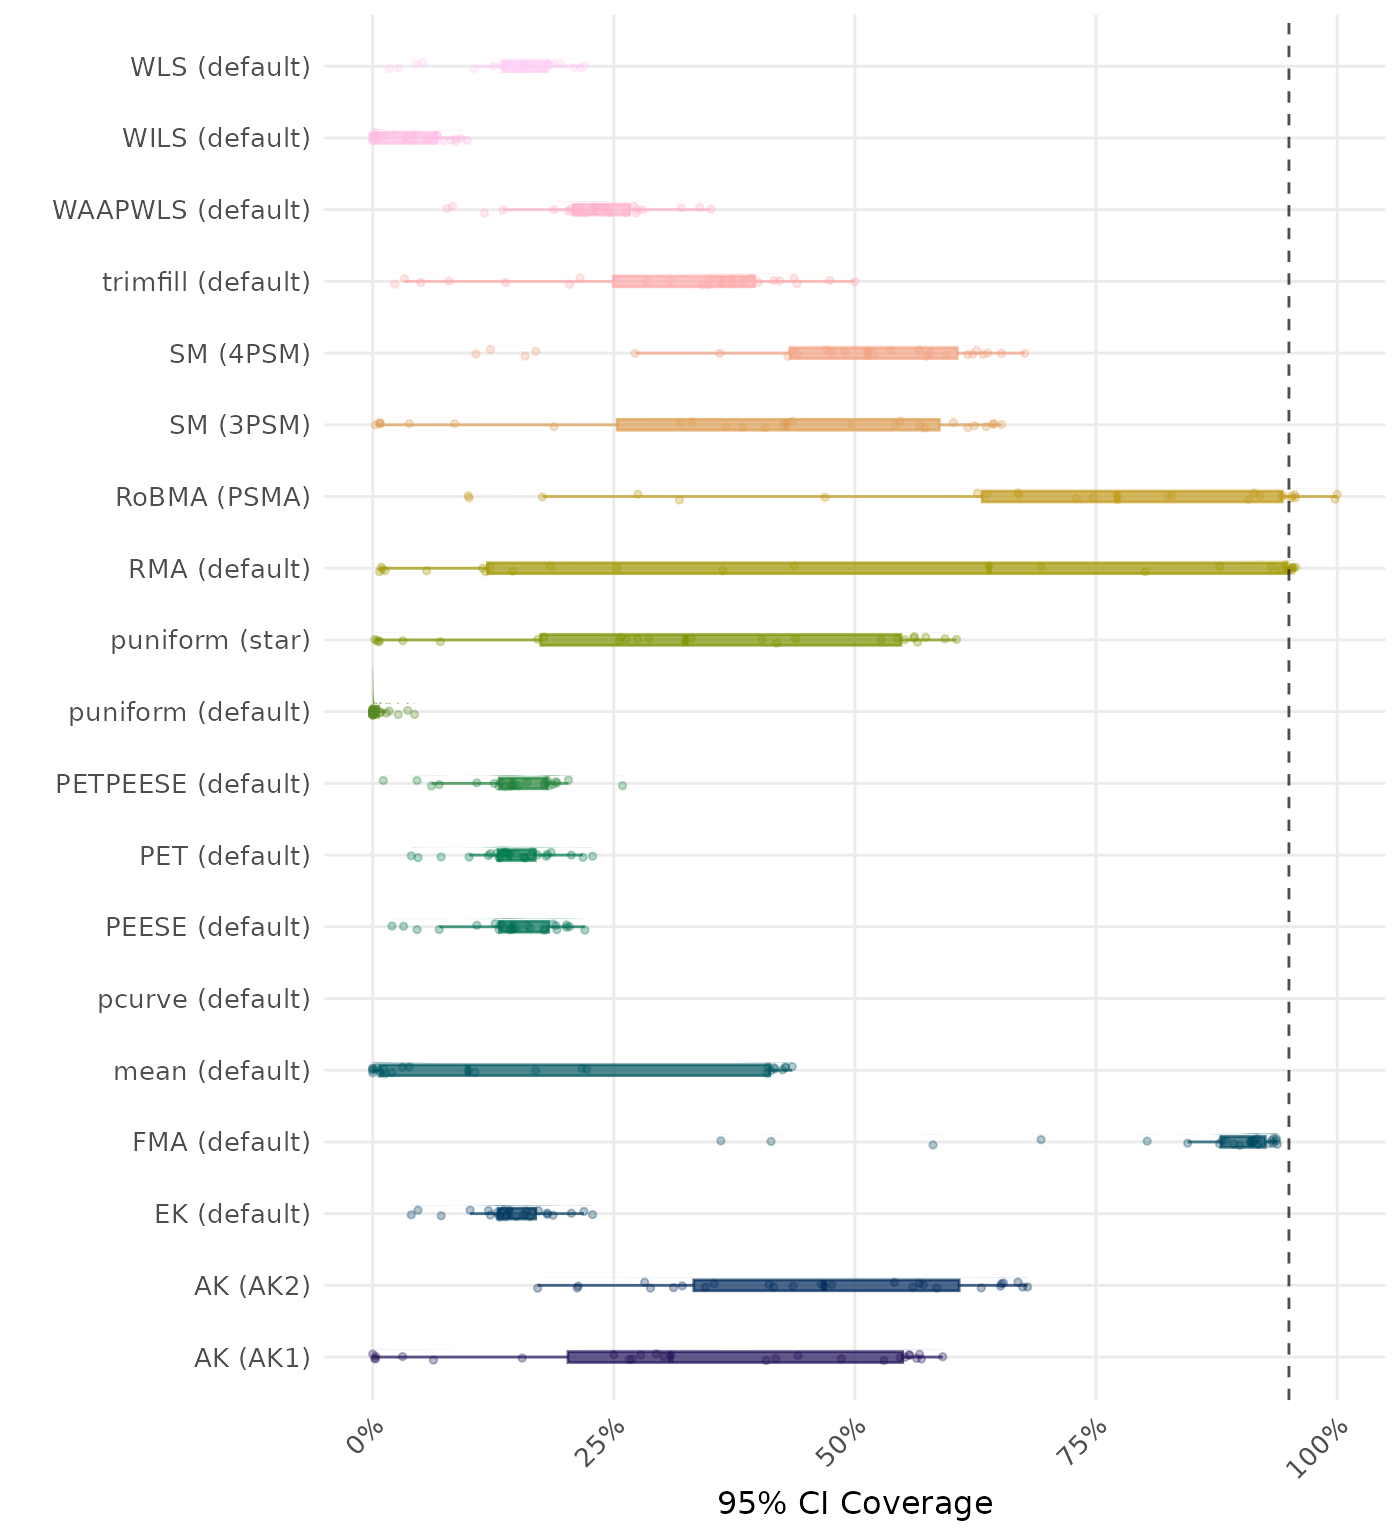 WLS (default)
WILS (default)
WAAPWLS (default)
trimfill (default)
SM (4PSM)
SM (3PSM)
RoBMA (PSMA)
RMA (default)
puniform (star)
puniform (default)
PETPEESE (default)
PET (default)
PEESE (default)
pcurve (default)
mean (default)
FMA (default)
EK (default)
AK (AK2)
AK (AK1)
0% 25% 50% 75% 100%
95% CI Coverage